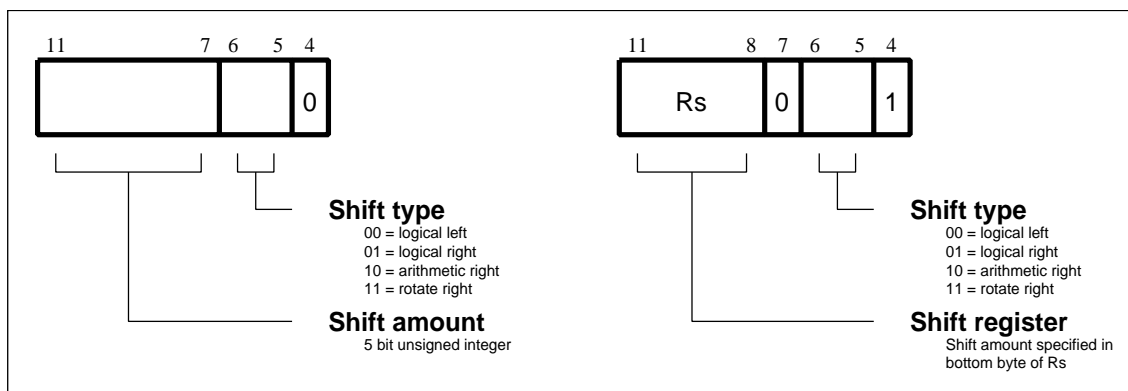 11 7 6 5 4
0
Shift type
00 = logical left
01 = logical right
10 = arithmetic right
11 = rotate right
Shift amount
5 bit unsigned integer
11 8 7 6 5 4
Rs 0 1
Shift type
00 = logical left
01 = logical right
10 = arithmetic right
11 = rotate right
Shift register
Shift amount specified in
bottom byte of Rs